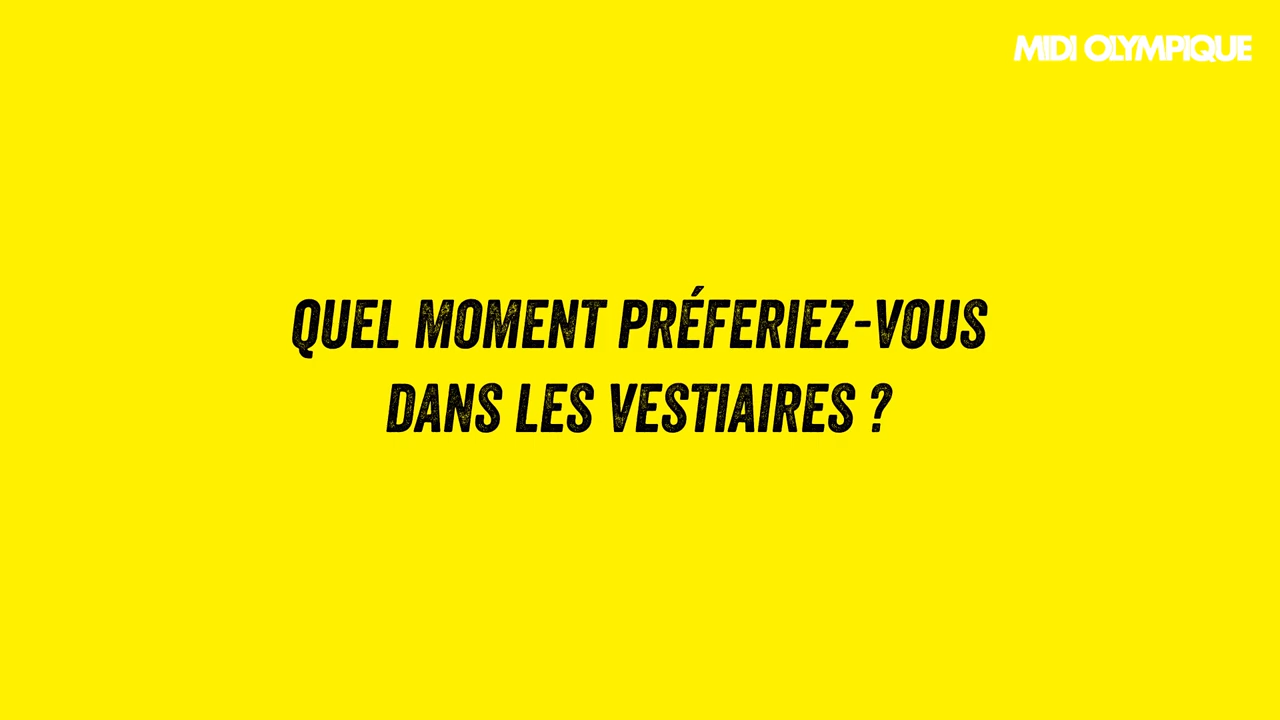 MIDI OLYMPIQUE
QUEL MOMENT PRÉFERIEZ-VOUS
DANS LES VESTIAIRES ?